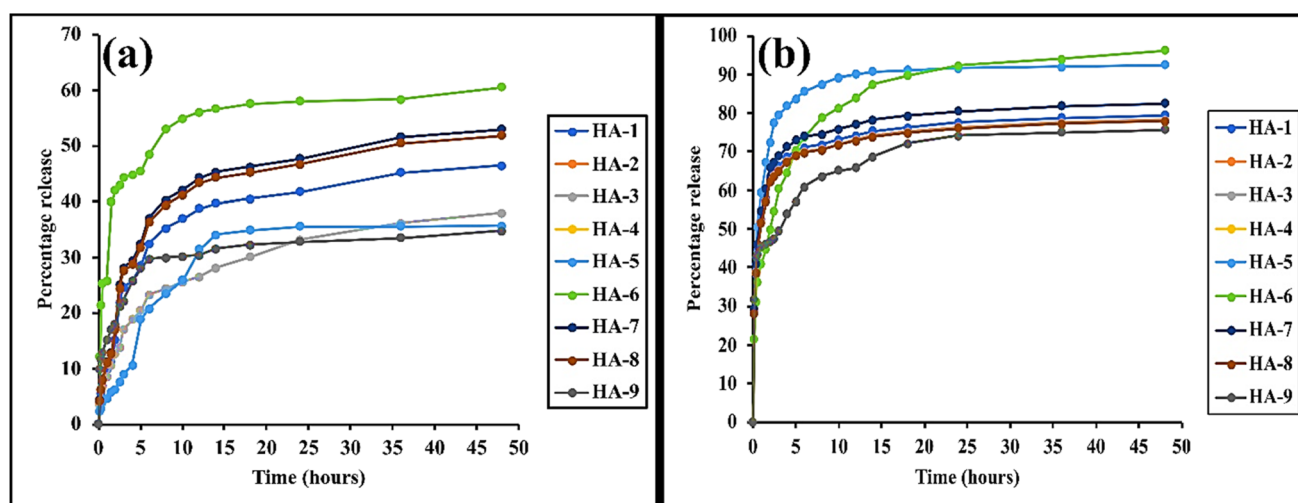 (a)
Percentage release
70
60
50
40
30
20
10
0
0 5 10 15 20 25 30 35 40 45 50
Time (hours)
HA-1
HA-2
HA-3
HA-4
HA-5
HA-6
HA-7
HA-8
HA-9
(b)
Percentage release
100
90
80
70
60
50
40
30
20
10
0
0 5 10 15 20 25 30 35 40 45 50
Time (hours)
HA-1
HA-2
HA-3
HA-4
HA-5
HA-6
HA-7
HA-8
HA-9